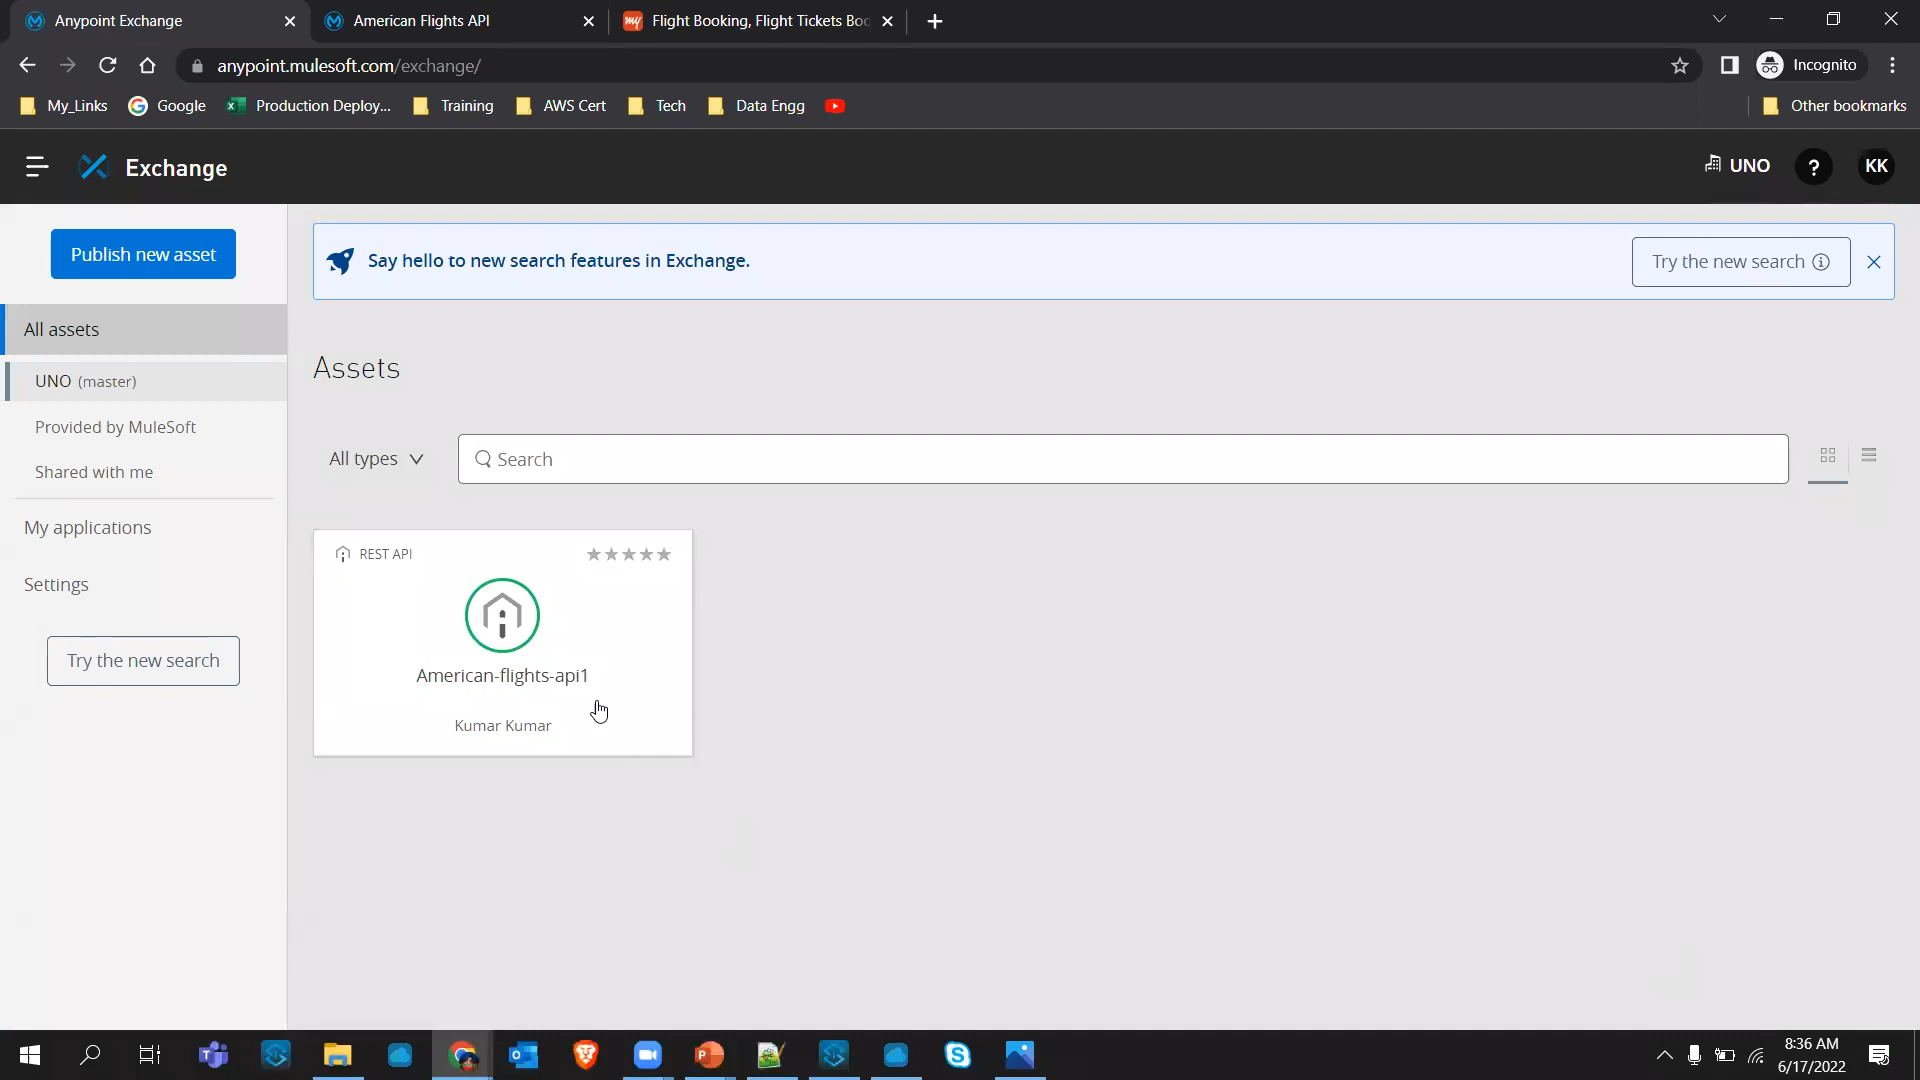 Anypoint Exchange
American Flights API
my Flight Booking, Flight Tickets Boo
anypoint.mulesoft.com/exchange/
Incognito
My_Links
Google
Production Deploy...
Training
AWS Cert
Tech
Data Engg
Other bookmarks
Exchange
UNO
?
KK
Publish new asset
All assets
UNO (master)
Provided by MuleSoft
Shared with me
My applications
Settings
Try the new search
Say hello to new search features in Exchange.
Try the new search
Assets
All types
Search
REST API
American-flights-api1
Kumar Kumar
8:36 AM
6/17/2022